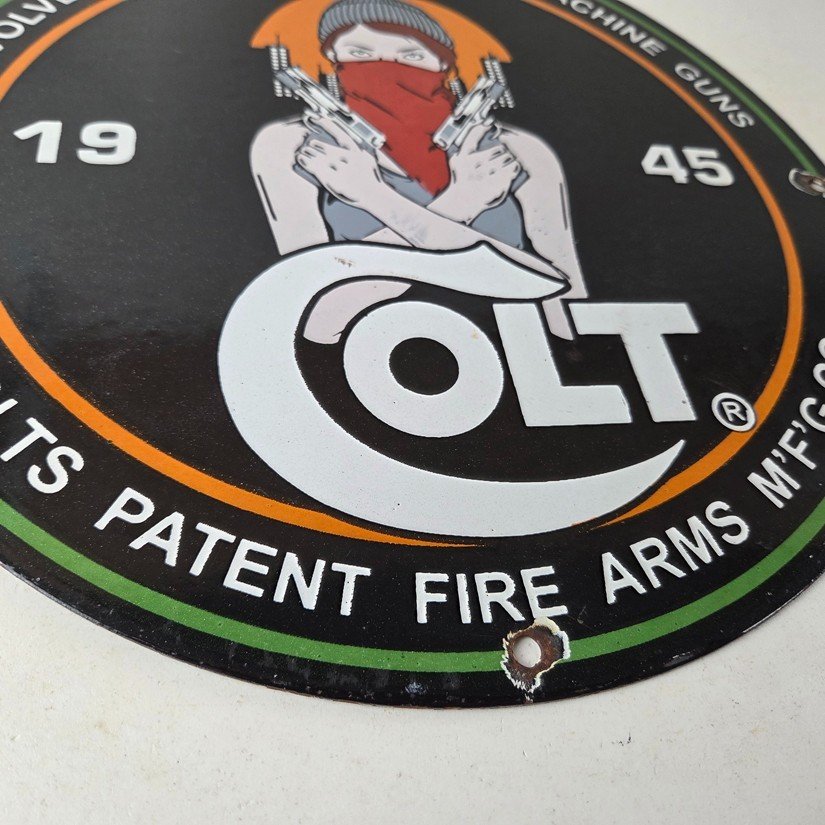 MACHINE GUNS
19 45
COLT ®
PATENT FIRE ARMS M'F'G